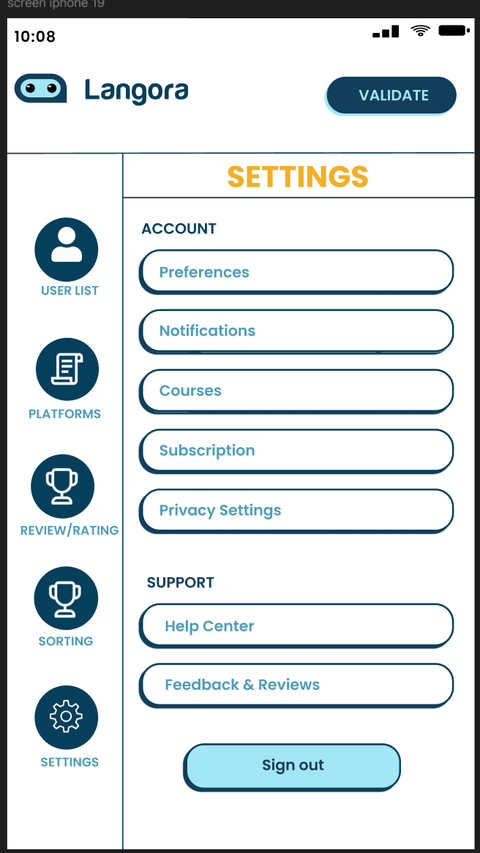 screen iphone 19
10:08
Langora
VALIDATE
SETTINGS
ACCOUNT
Preferences
Notifications
Courses
Subscription
Privacy Settings
SUPPORT
Help Center
Feedback & Reviews
Sign out
USER LIST
PLATFORMS
REVIEW/RATING
SORTING
SETTINGS